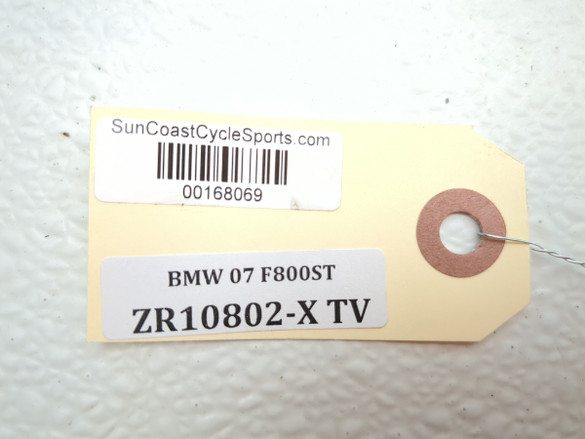 SunCoastCycleSports.com
00168069
BMW 07 F800ST
ZR10802-X TV